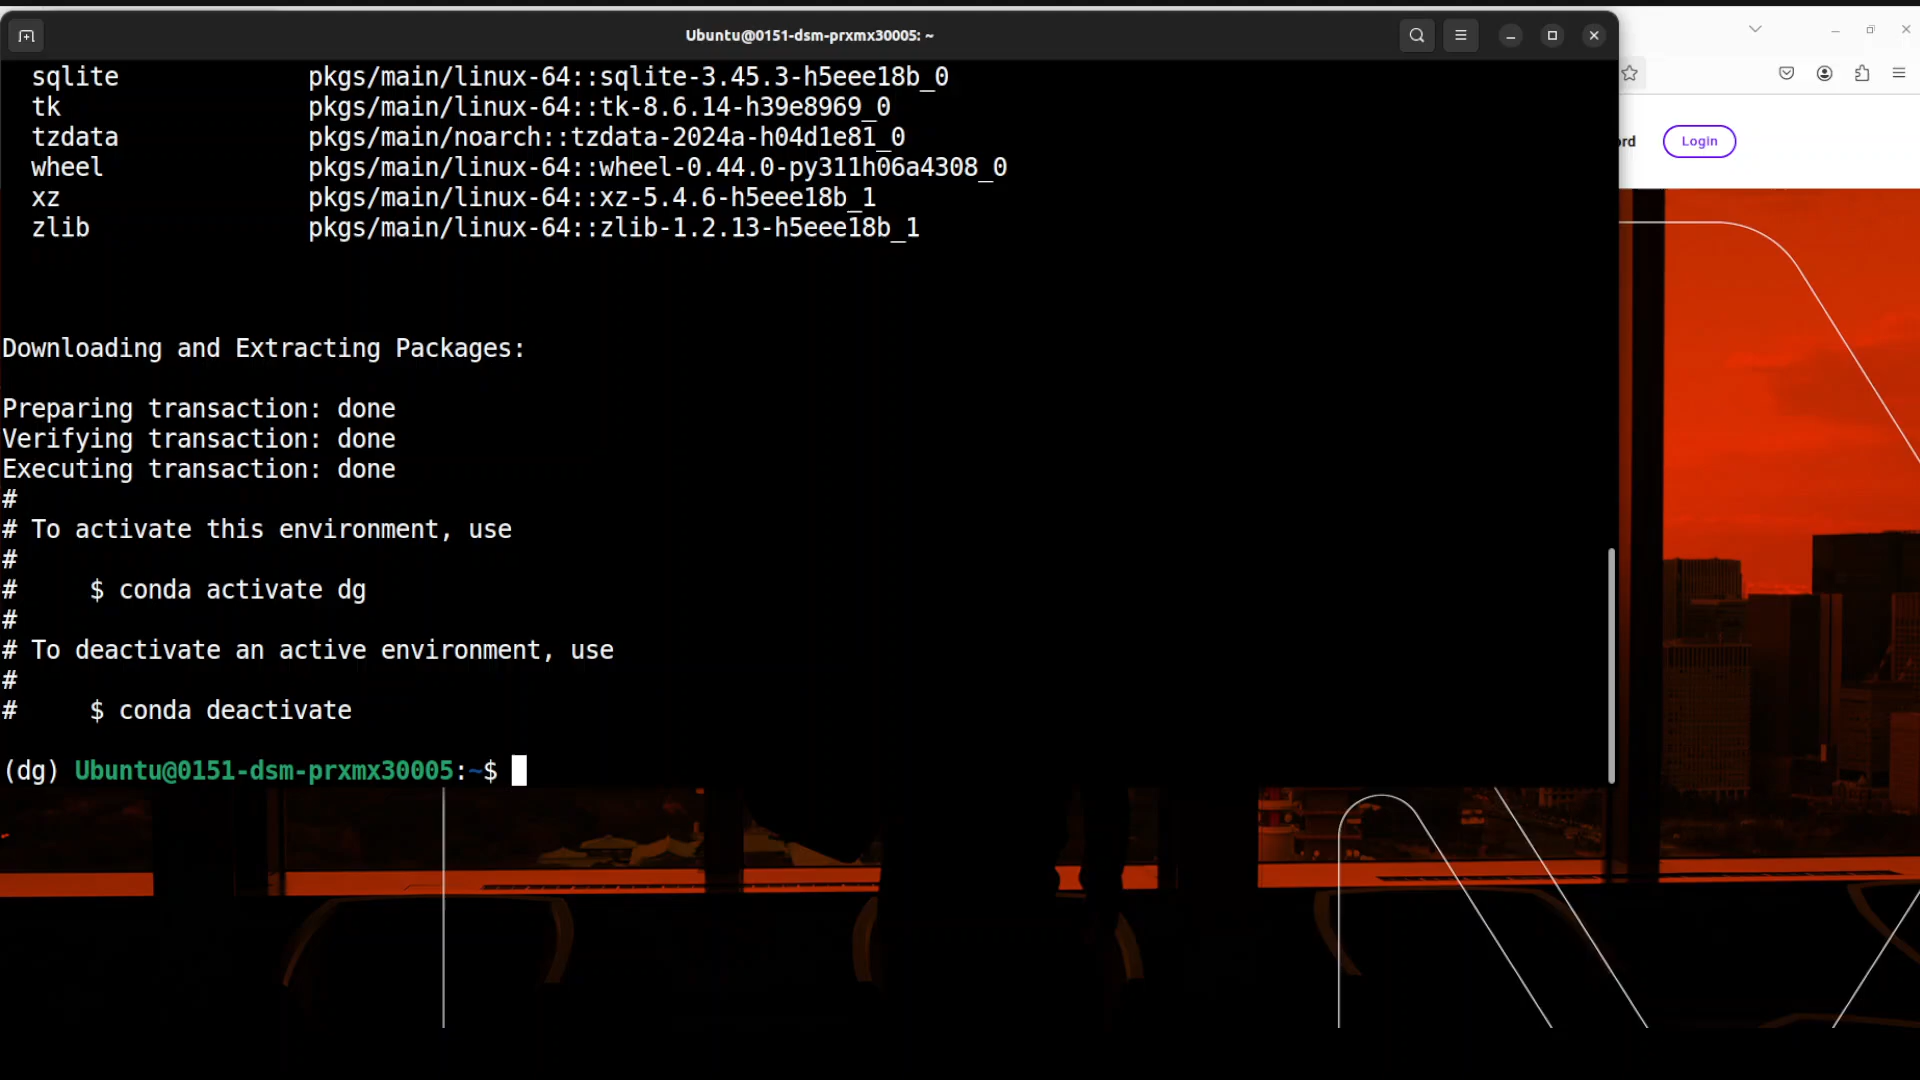 Ubuntu@0151-dsm-prxmx30005: ~
sqlite pkgs/main/linux-64::sqlite-3.45.3-h5eee18b_0
tk pkgs/main/linux-64::tk-8.6.14-h39e8969_0
tzdata pkgs/main/noarch::tzdata-2024a-h04d1e81_0
wheel pkgs/main/linux-64::wheel-0.44.0-py311h06a4308_0
xz pkgs/main/linux-64::xz-5.4.6-h5eee18b_1
zlib pkgs/main/linux-64::zlib-1.2.13-h5eee18b_1
Downloading and Extracting Packages:
Preparing transaction: done
Verifying transaction: done
Executing transaction: done
#
# To activate this environment, use
#
# $ conda activate dg
#
# To deactivate an active environment, use
#
# $ conda deactivate
(dg) Ubuntu@0151-dsm-prxmx30005:~$
ord Login